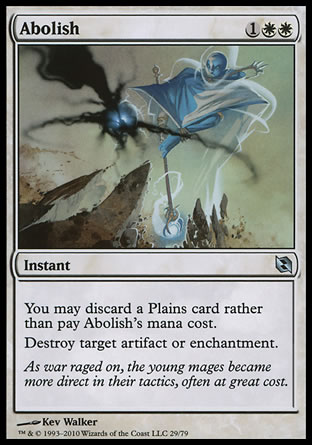 Abolish 1
Instant
You may discard a Plains card rather
than pay Abolish's mana cost.
Destroy target artifact or enchantment.
As war raged on, the young mages became
more direct in their tactics, often at great cost.
Kev Walker
™ & © 1993–2010 Wizards of the Coast LLC 29/79